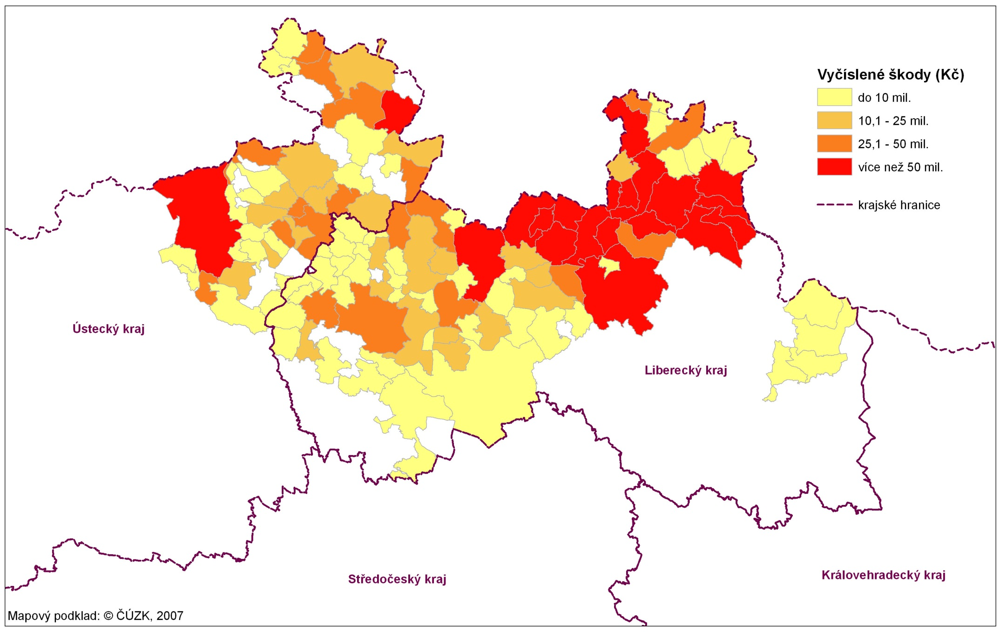 Vyčíslené škody (Kč)
do 10 mil.
10,1 - 25 mil.
25,1 - 50 mil.
více než 50 mil.
krajské hranice
Ústecký kraj
Liberecký kraj
Středočeský kraj
Královehradecký kraj
Mapový podklad: © ČÚZK, 2007